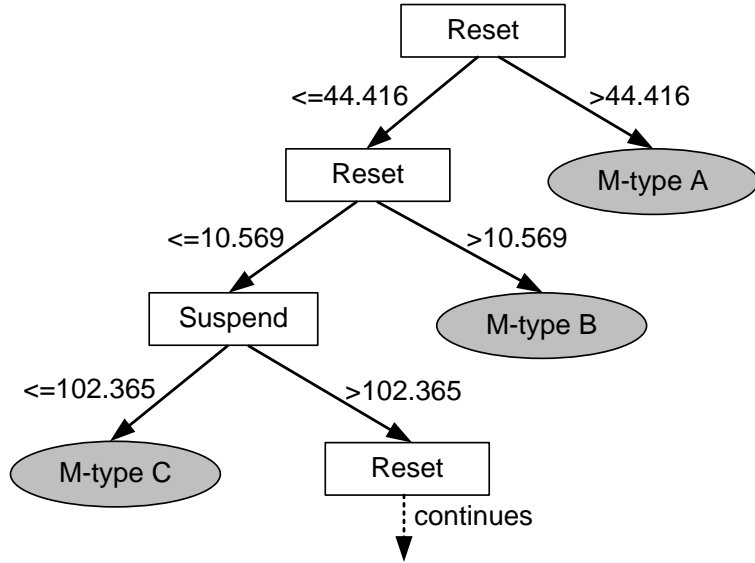 Reset
<=44.416
>44.416
Reset
M-type A
<=10.569
>10.569
Suspend
M-type B
<=102.365
>102.365
M-type C
Reset
continues